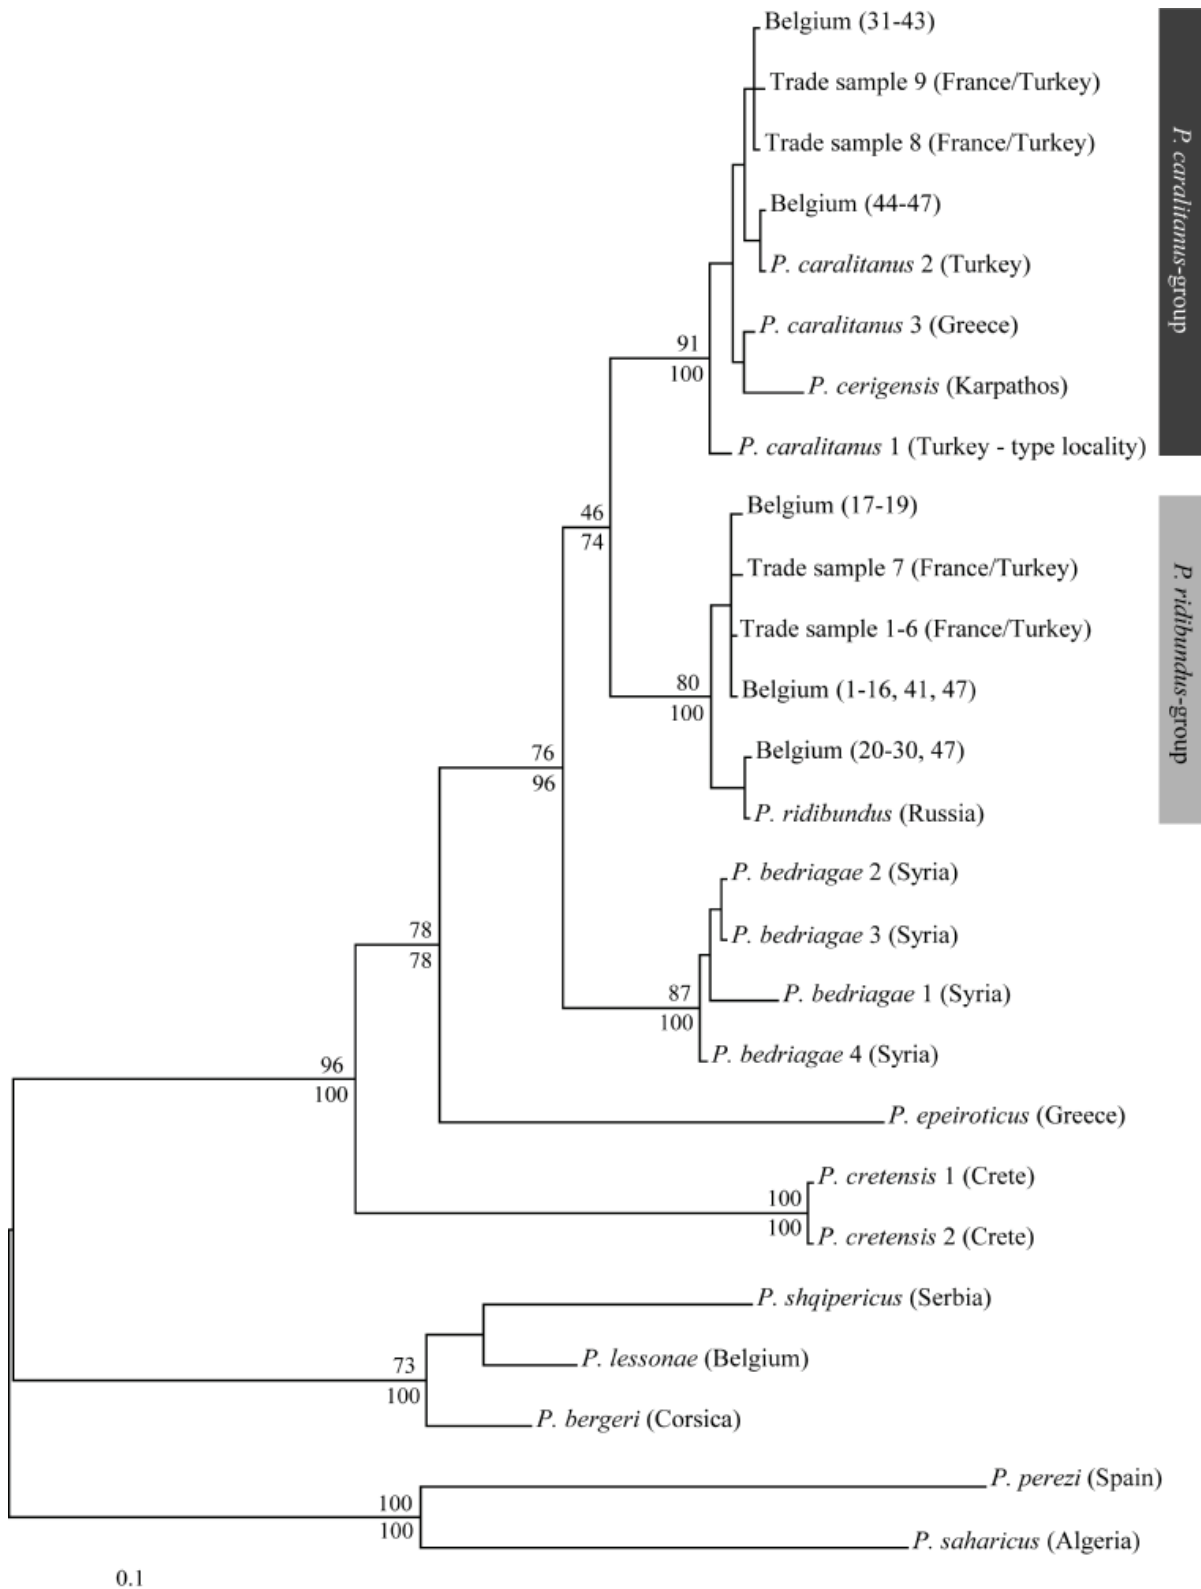 Belgium (31-43)
Trade sample 9 (France/Turkey)
Trade sample 8 (France/Turkey)
Belgium (44-47)
P. caralitanus 2 (Turkey)
P. caralitanus 3 (Greece)
91
100
P. cerigensis (Karpathos)
P. caralitanus 1 (Turkey - type locality)
P. caralitanus-group
Belgium (17-19)
46
74
Trade sample 7 (France/Turkey)
Trade sample 1-6 (France/Turkey)
80
100
Belgium (1-16, 41, 47)
Belgium (20-30, 47)
P. ridibundus (Russia)
P. ridibundus-group
76
96
P. bedriagae 2 (Syria)
P. bedriagae 3 (Syria)
78
78
P. bedriagae 1 (Syria)
87
100
P. bedriagae 4 (Syria)
96
100
P. epeiroticus (Greece)
P. cretensis 1 (Crete)
100
100
P. cretensis 2 (Crete)
P. shqipericus (Serbia)
P. lessonae (Belgium)
73
100
P. bergeri (Corsica)
P. perezi (Spain)
100
100
P. saharicus (Algeria)
0.1